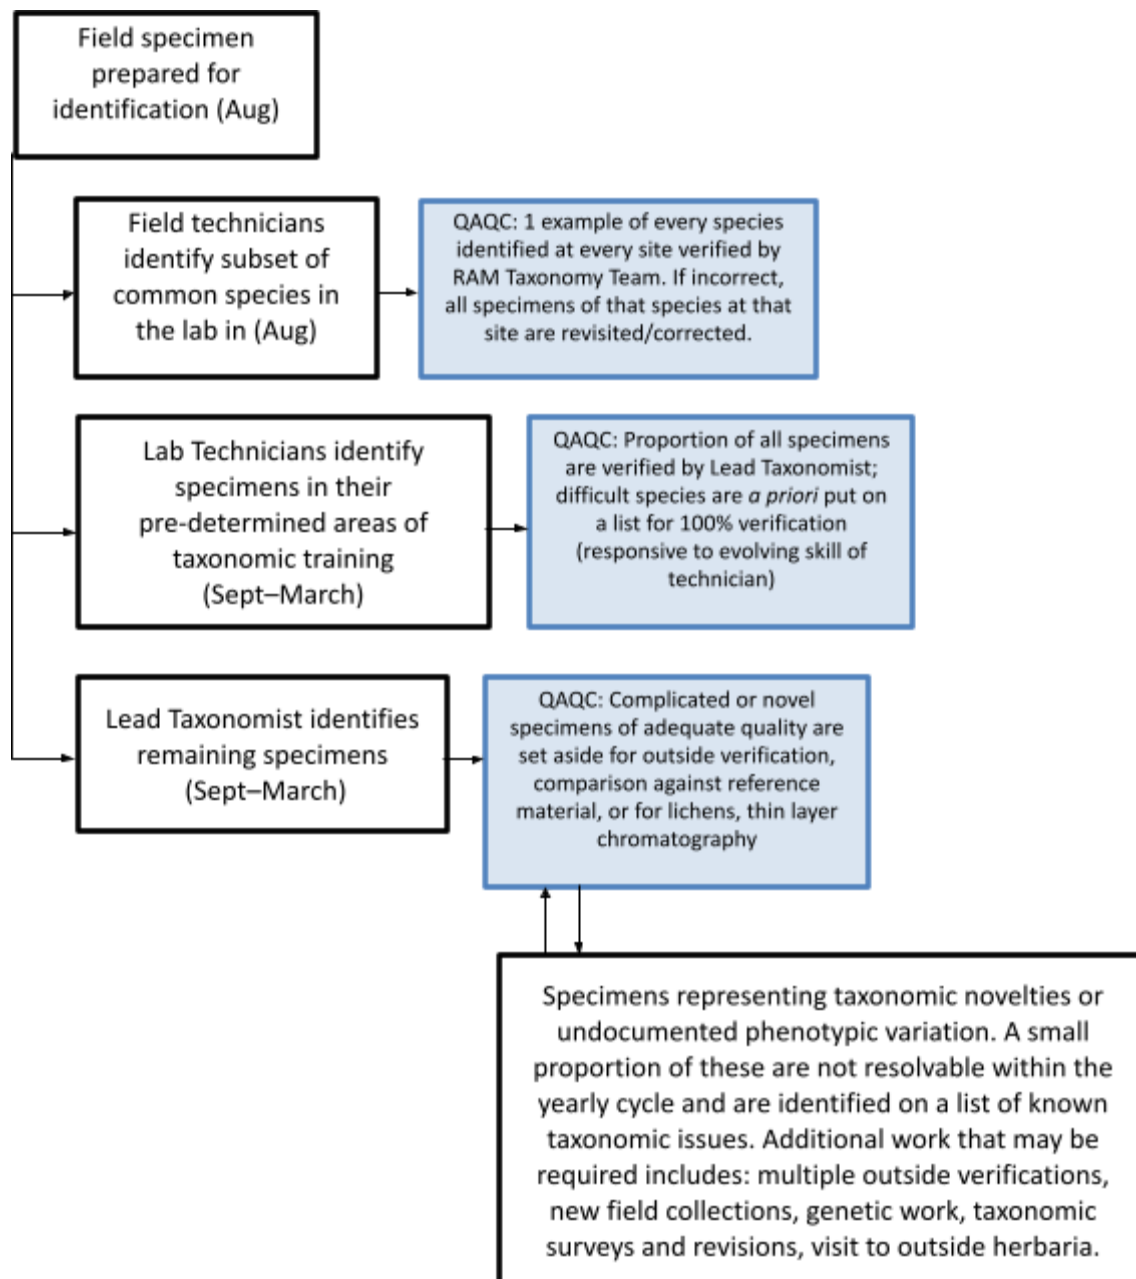 Field specimen
prepared for
identification (Aug)
Field technicians
identify subset of
common species in
the lab in (Aug)
QAQC: 1 example of every species
identified at every site verified by
RAM Taxonomy Team. If incorrect,
all specimens of that species at that
site are revisited/corrected.
Lab Technicians identify
specimens in their
pre-determined areas of
taxonomic training
(Sept–March)
QAQC: Proportion of all specimens
are verified by Lead Taxonomist;
difficult species are a priori put on
a list for 100% verification
(responsive to evolving skill of
technician)
Lead Taxonomist identifies
remaining specimens
(Sept–March)
QAQC: Complicated or novel
specimens of adequate quality are
set aside for outside verification,
comparison against reference
material, or for lichens, thin layer
chromatography
Specimens representing taxonomic novelties or
undocumented phenotypic variation. A small
proportion of these are not resolvable within the
yearly cycle and are identified on a list of known
taxonomic issues. Additional work that may be
required includes: multiple outside verifications,
new field collections, genetic work, taxonomic
surveys and revisions, visit to outside herbaria.